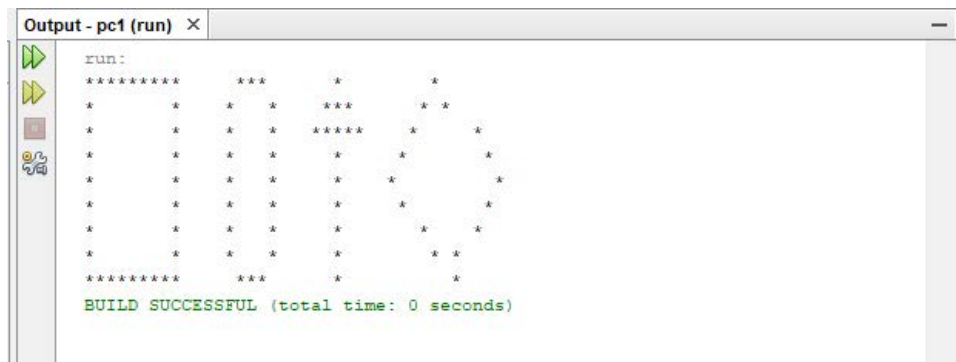 Output - pc1 (run) ×
run:
*********     ***      *        *
*       *    *   *    ***      * *
*       *    *   *   *****    *     *
*       *    *   *     *     *       *
*       *    *   *     *    *         *
*       *    *   *     *     *       *
*       *    *   *     *       *    *
*       *    *   *     *        * *
*********     ***      *          *
BUILD SUCCESSFUL (total time: 0 seconds)